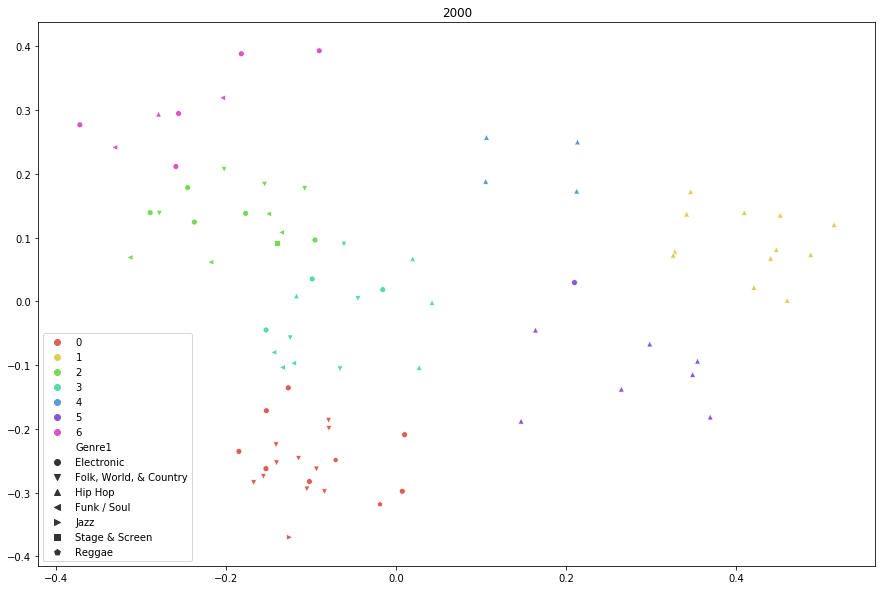 2000
0.4
0.3
0.2
0.1
0.0
−0.1
−0.2
−0.3
−0.4
0
1
2
3
4
5
6
Genre1
Electronic
Folk, World, & Country
Hip Hop
Funk / Soul
Jazz
Stage & Screen
Reggae
−0.4 −0.2 0.0 0.2 0.4